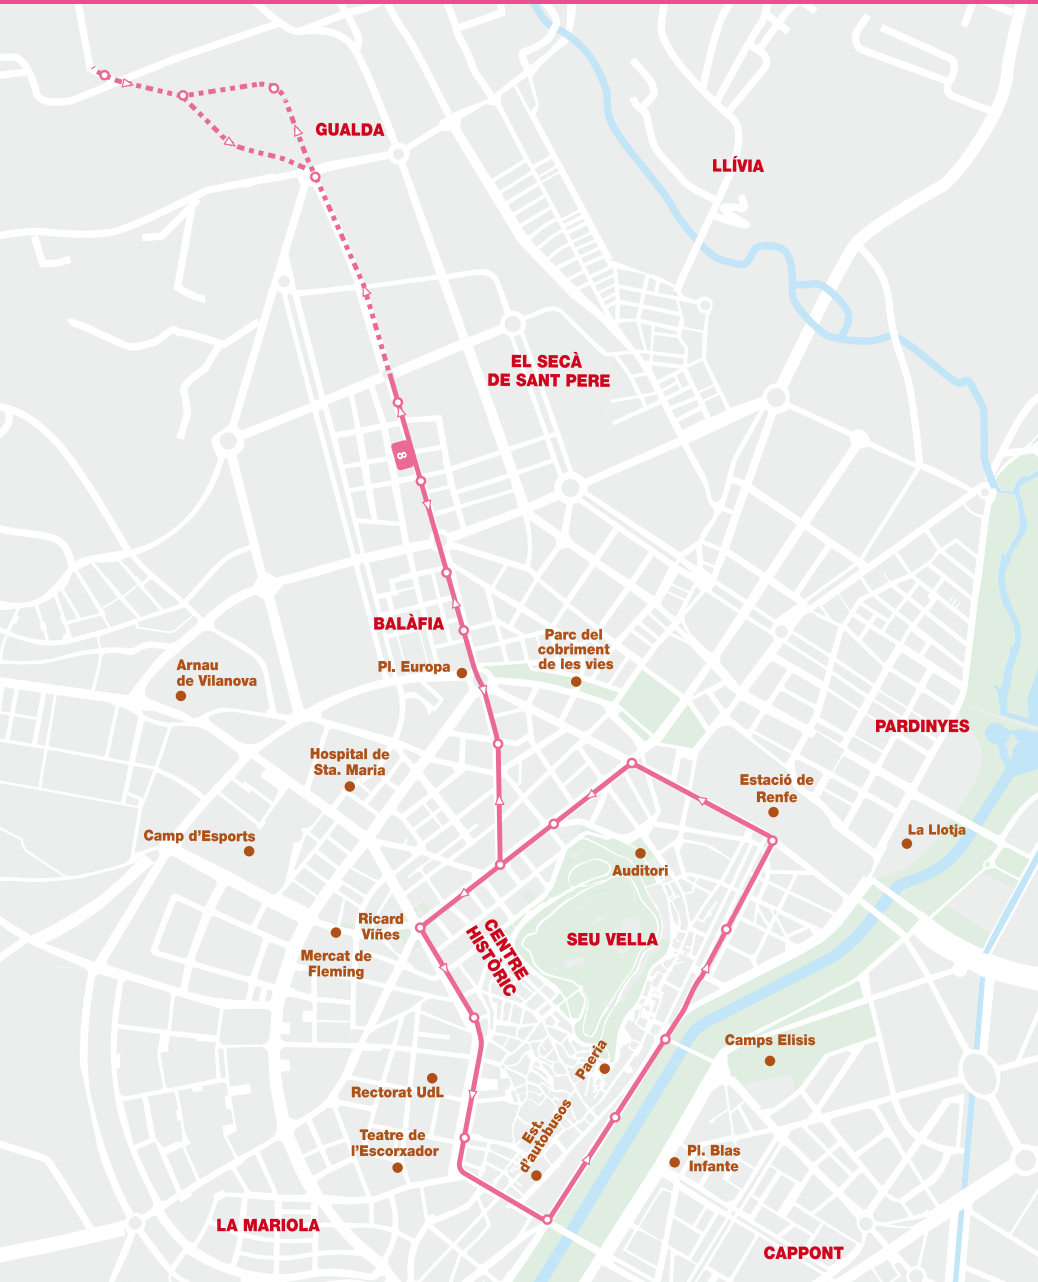 GUALDA
LLÍVIA
EL SECÀ
DE SANT PERE
8
BALÀFIA
Parc del
cobriment
de les vies
Pl. Europa
Arnau
de Vilanova
PARDINYES
Hospital de
Sta. Maria
Estació de
Renfe
Camp d'Esports
La Llotja
Auditori
Ricard
Viñes
CENTRE
HISTÒRIC
SEU VELLA
Mercat de
Fleming
Camps Elisis
Paeria
Rectorat UdL
Est.
d'autobusos
Teatre de
l'Escorxador
Pl. Blas
Infante
LA MARIOLA
CAPPONT